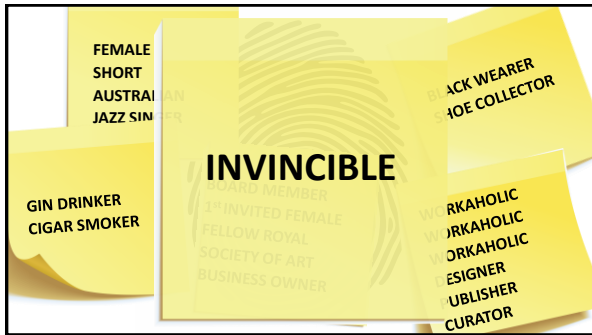 FEMALE
SHORT
AUSTRALIAN
JAZZ SINGER
BLACK WEARER
SHOE COLLECTOR
INVINCIBLE
GIN DRINKER
CIGAR SMOKER
BOARD MEMBER
1st INVITED FEMALE
FELLOW ROYAL
SOCIETY OF ART
BUSINESS OWNER
WORKAHOLIC
WORKAHOLIC
WORKAHOLIC
DESIGNER
PUBLISHER
CURATOR